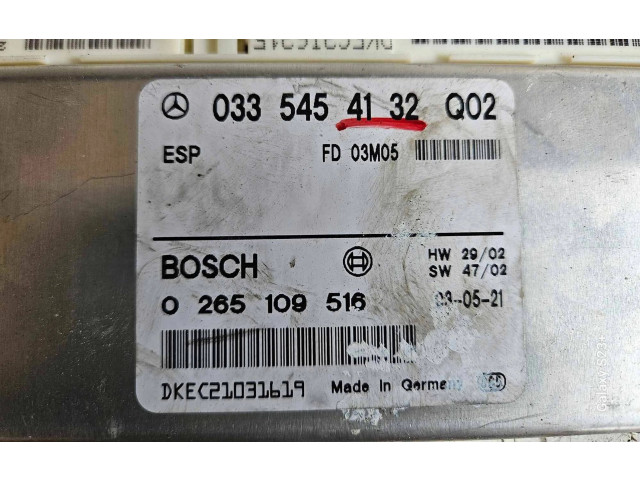 033 545 41 32 Q02
ESP FD 03M05
BOSCH HW 29/02
SW 47/02
0 265 109 516 03-05-21
DKEC21031619 Made in Germany